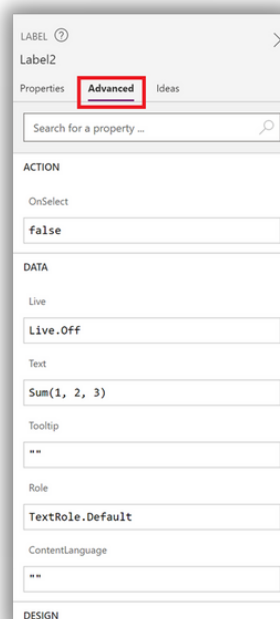 LABEL ?
Label2
Properties Advanced Ideas
Search for a property ...
ACTION
OnSelect
false
DATA
Live
Live.Off
Text
Sum(1, 2, 3)
Tooltip
""
Role
TextRole.Default
ContentLanguage
""
DESIGN